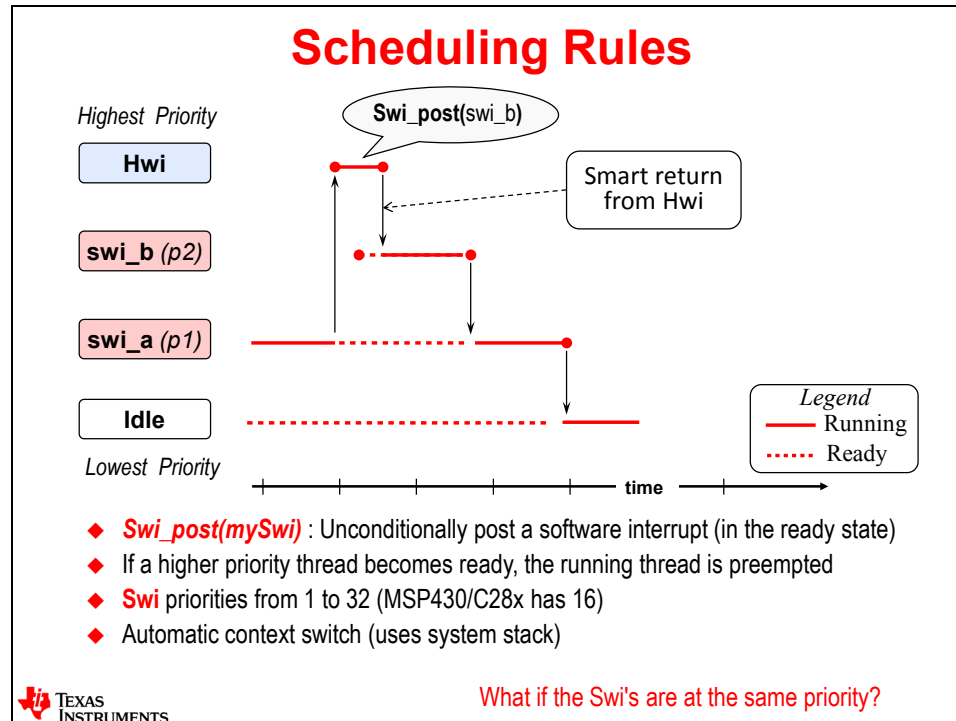 Scheduling Rules
Highest Priority
Swi_post(swi_b)
Hwi
Smart return
from Hwi
swi_b (p2)
swi_a (p1)
Idle
Legend
Running
Ready
Lowest Priority
time
◆ Swi_post(mySwi) : Unconditionally post a software interrupt (in the ready state)
◆ If a higher priority thread becomes ready, the running thread is preempted
◆ Swi priorities from 1 to 32 (MSP430/C28x has 16)
◆ Automatic context switch (uses system stack)
What if the Swi's are at the same priority?
TEXAS
INSTRUMENTS